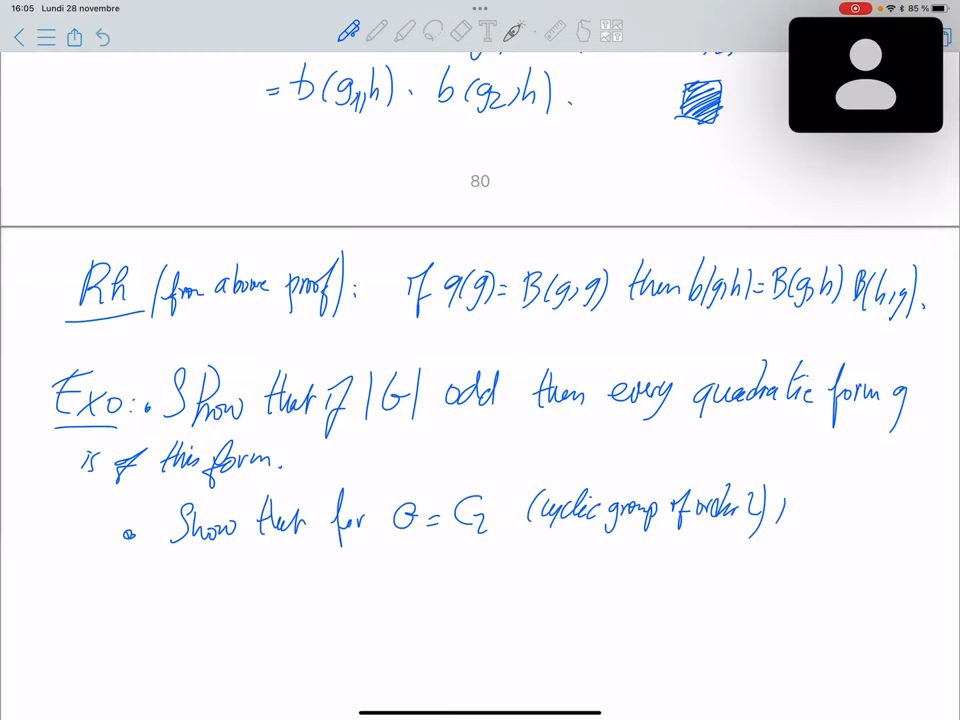 16:05 Lundi 28 novembre
85 %
= b(g₁,h) · b(g₂,h).
80
Rk (from above proof): if q(g) = B(g,g) then b(g,h) = B(g,h) B(h,g).
Exo: • Show that if |G| odd then every quadratic form q
is of this form.
• Show that for G = C₂ (cyclic group of order 2),